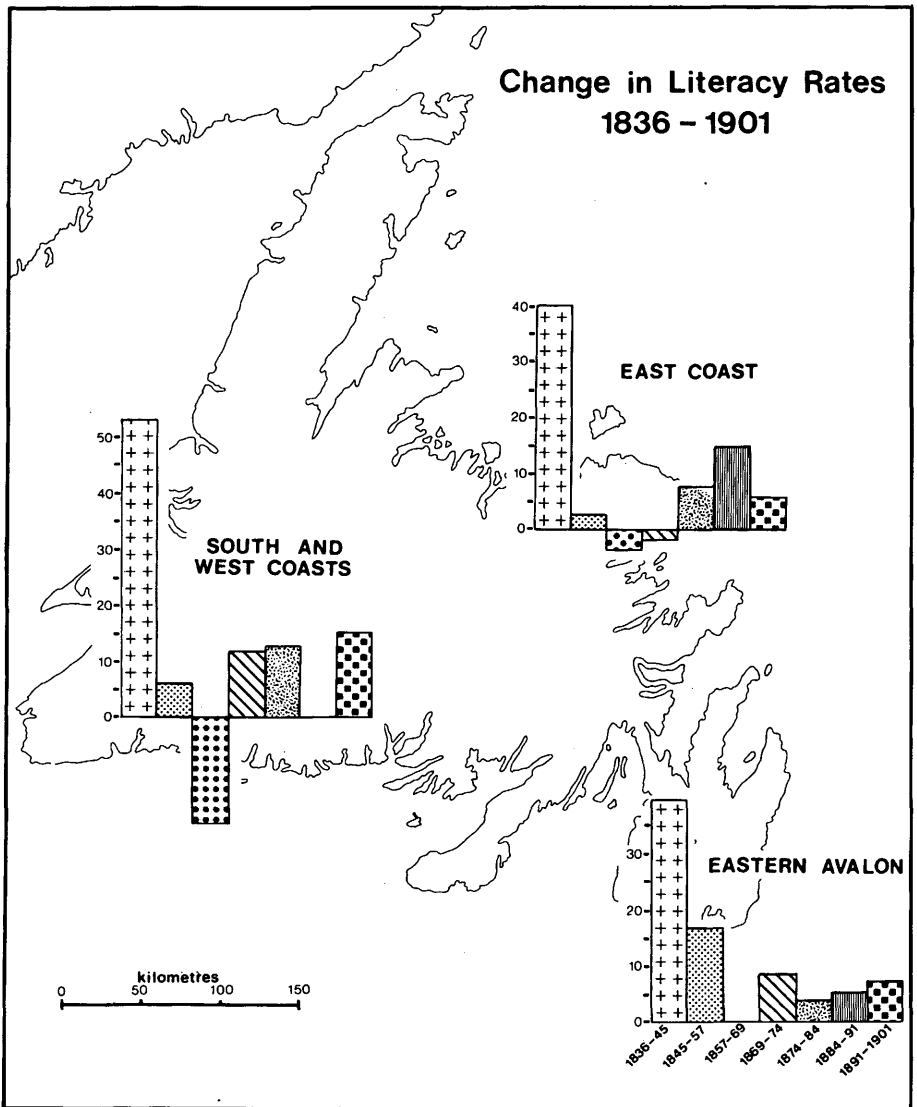 Change in Literacy Rates
1836 – 1901
40
30
20
10
0
EAST COAST
50
40
30
20
10
0
SOUTH AND
WEST COASTS
30
20
10
0
EASTERN AVALON
1836–45
1845–57
1857–69
1869–74
1874–84
1884–91
1891–1901
kilometres
0 50 100 150